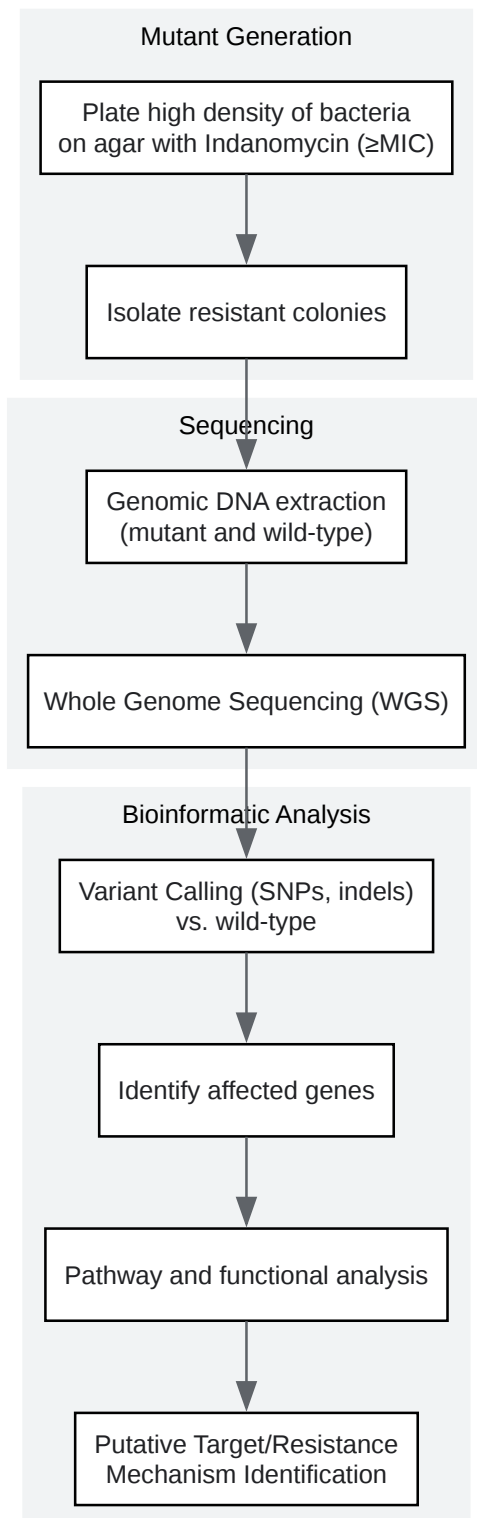 Mutant Generation
Plate high density of bacteria
on agar with Indanomycin (≥MIC)
Isolate resistant colonies
Sequencing
Genomic DNA extraction
(mutant and wild-type)
Whole Genome Sequencing (WGS)
Bioinformatic Analysis
Variant Calling (SNPs, indels)
vs. wild-type
Identify affected genes
Pathway and functional analysis
Putative Target/Resistance
Mechanism Identification